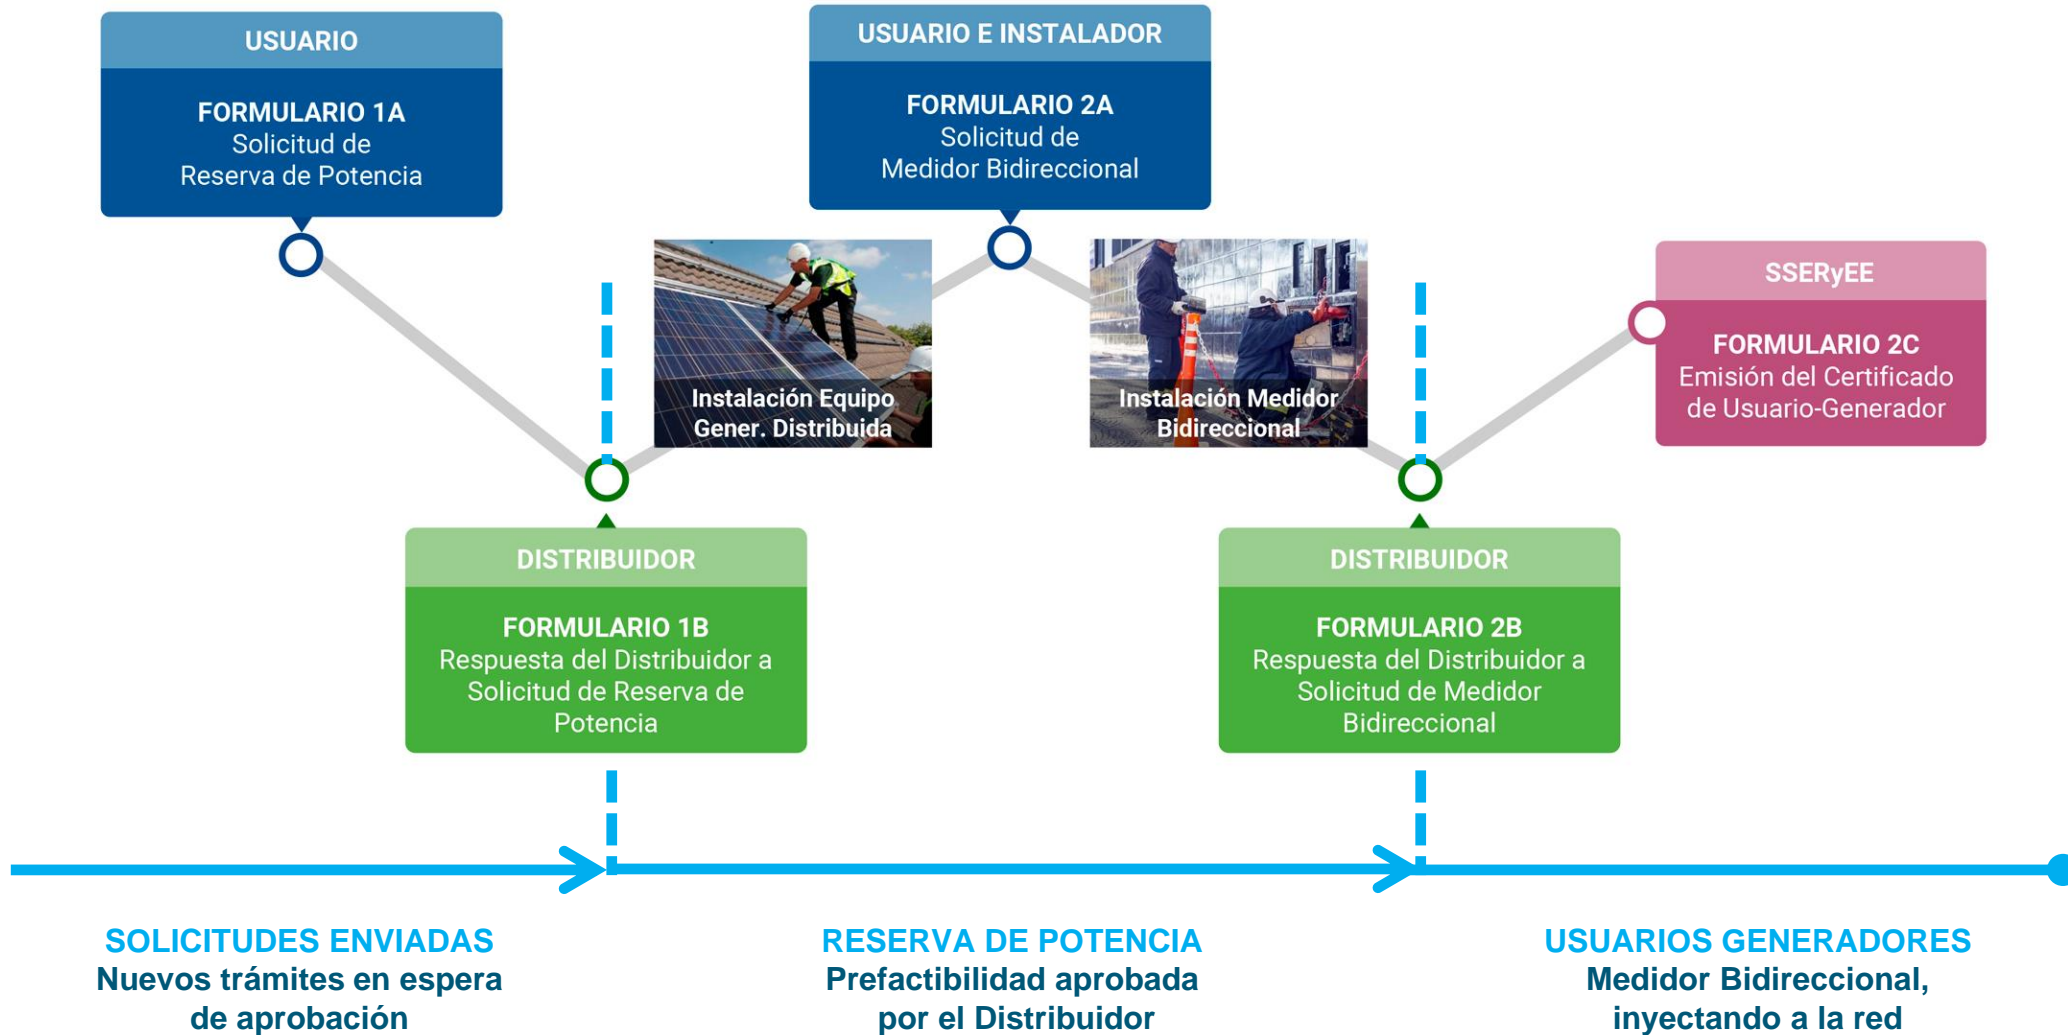 USUARIO
FORMULARIO 1A
Solicitud de
Reserva de Potencia
USUARIO E INSTALADOR
FORMULARIO 2A
Solicitud de
Medidor Bidireccional
Instalación Equipo
Gener. Distribuida
Instalación Medidor
Bidireccional
SSERyEE
FORMULARIO 2C
Emisión del Certificado
de Usuario-Generador
DISTRIBUIDOR
FORMULARIO 1B
Respuesta del Distribuidor a
Solicitud de Reserva de
Potencia
DISTRIBUIDOR
FORMULARIO 2B
Respuesta del Distribuidor a
Solicitud de Medidor
Bidireccional
SOLICITUDES ENVIADAS
Nuevos trámites en espera
de aprobación
RESERVA DE POTENCIA
Prefactibilidad aprobada
por el Distribuidor
USUARIOS GENERADORES
Medidor Bidireccional,
inyectando a la red